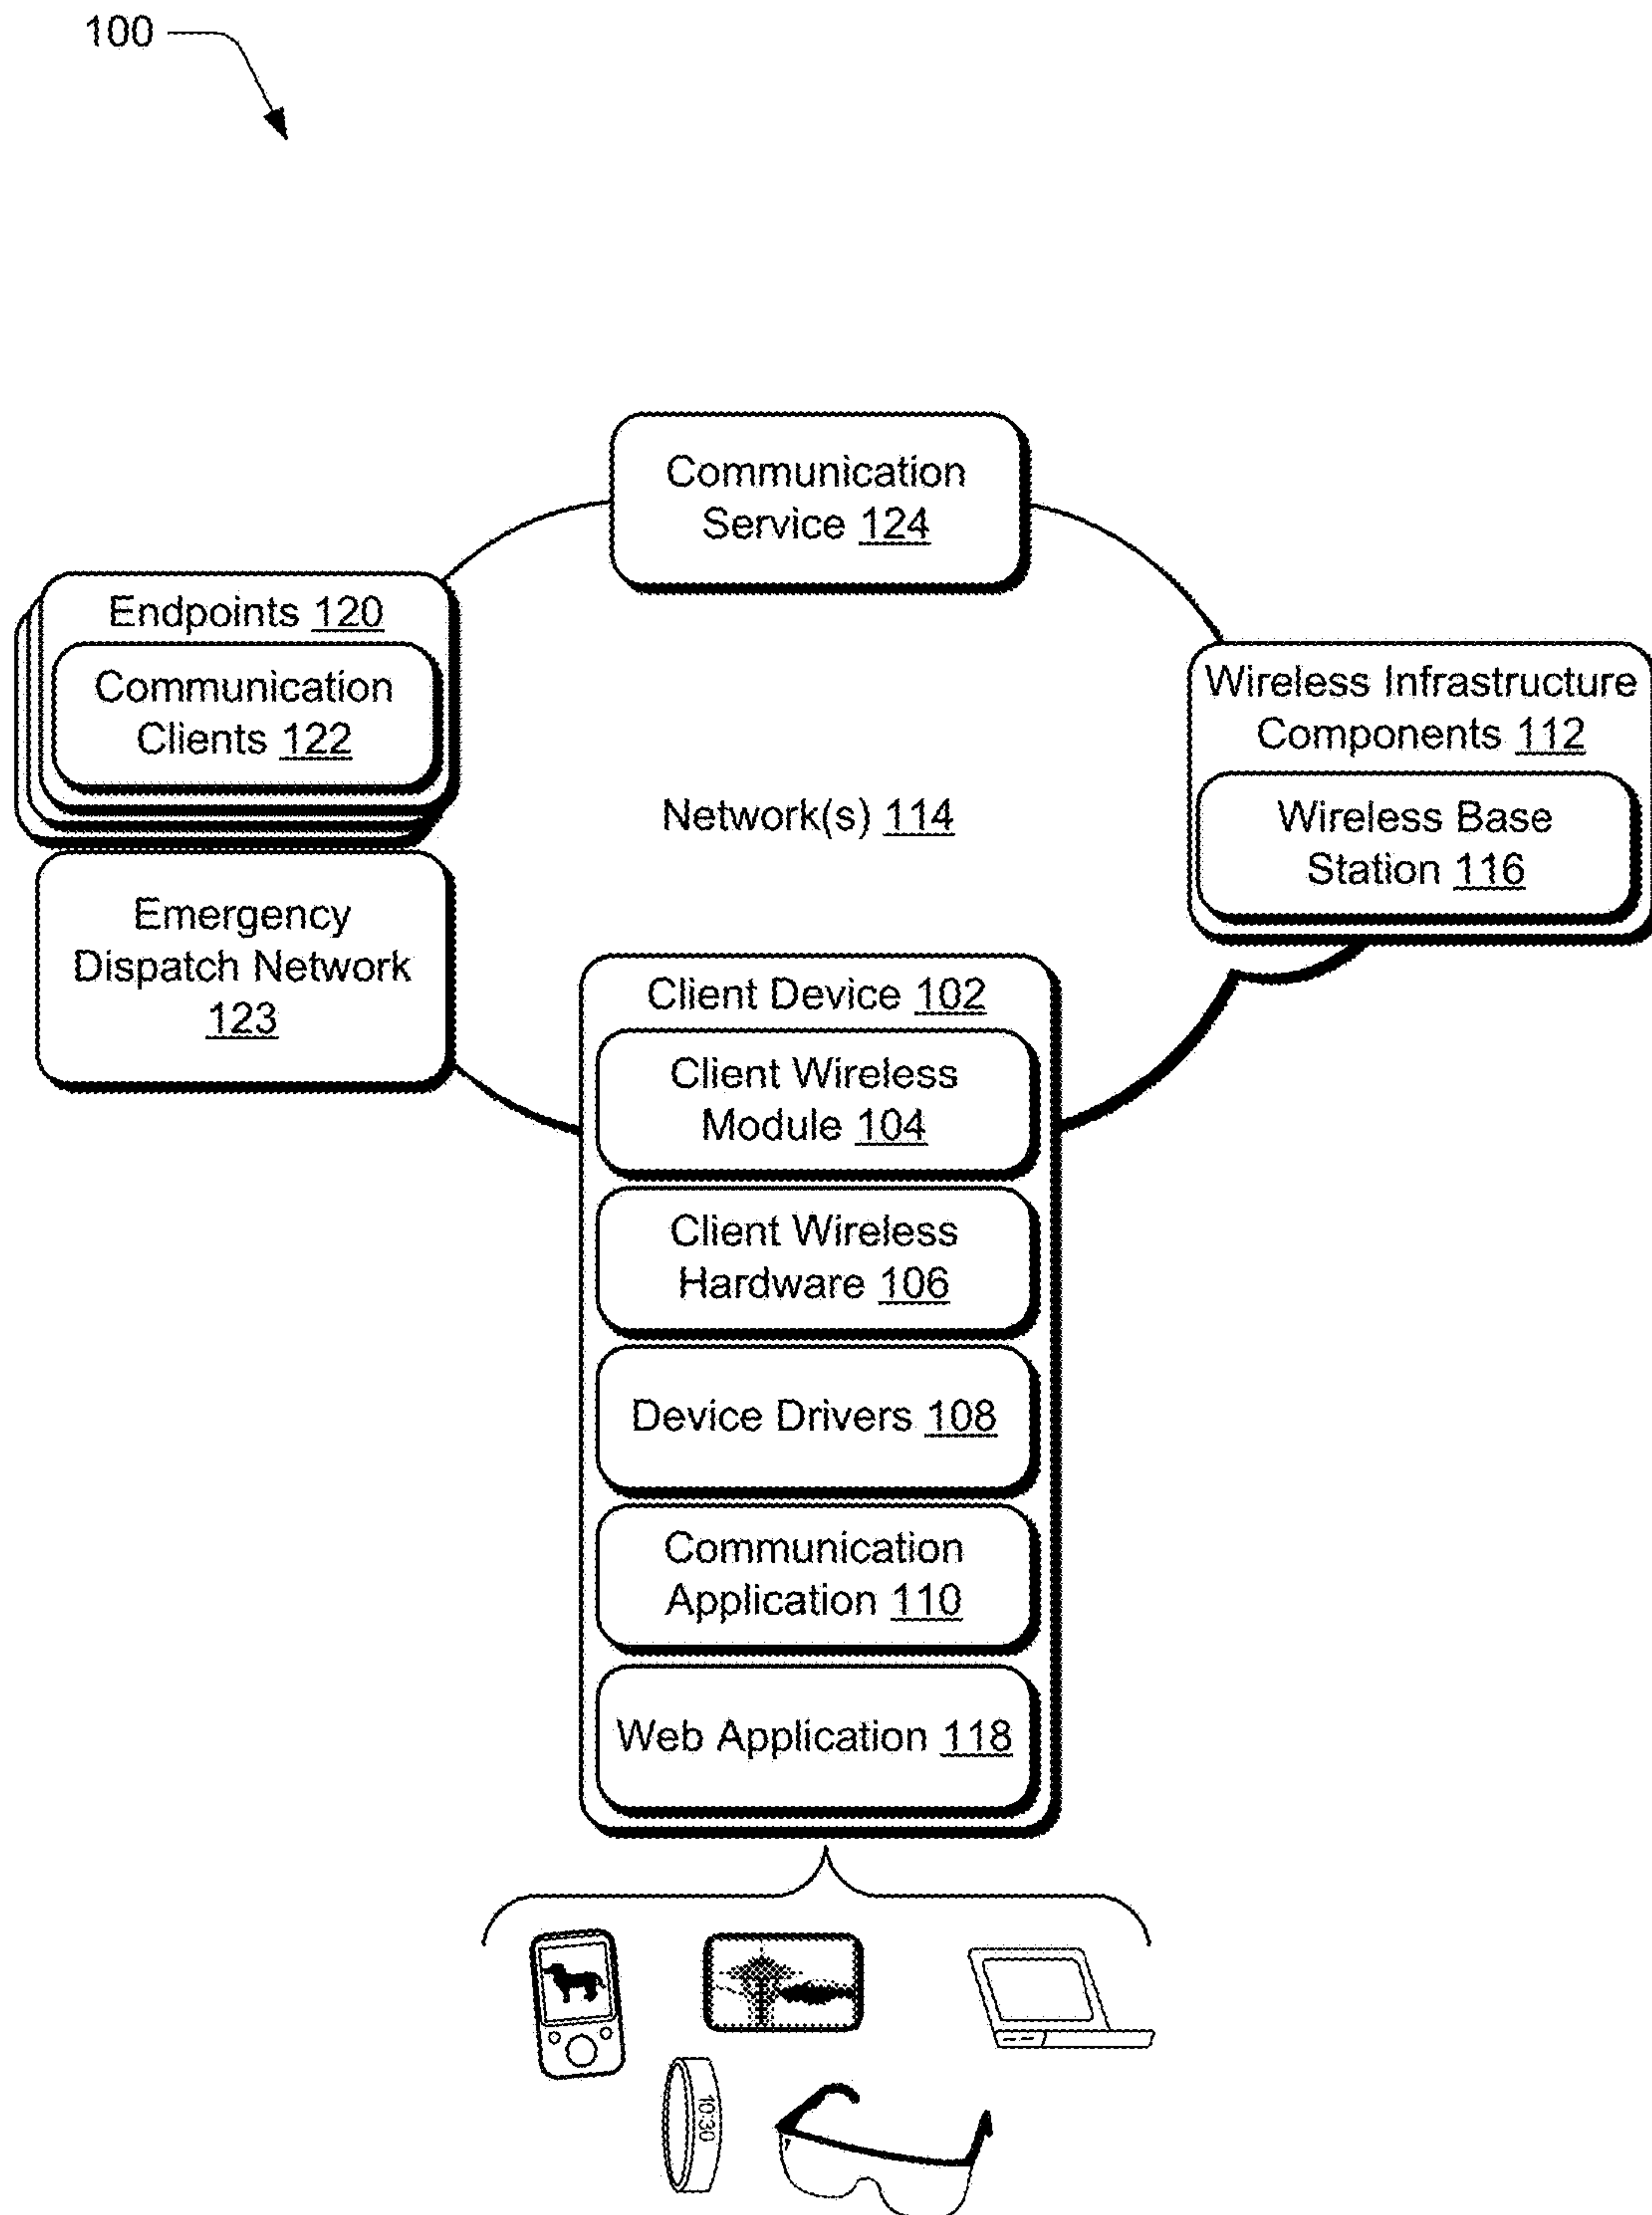 100
Communication
Service 124
Endpoints 120
Communication
Clients 122
Wireless Infrastructure
Components 112
Wireless Base
Station 116
Network(s) 114
Emergency
Dispatch Network
123
Client Device 102
Client Wireless
Module 104
Client Wireless
Hardware 106
Device Drivers 108
Communication
Application 110
Web Application 118
10:30